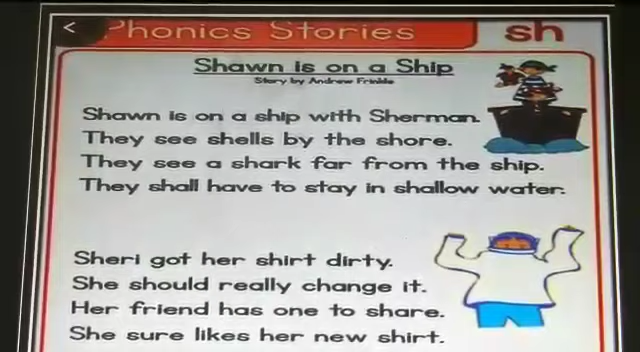 Phonics Stories
sh
Shawn is on a Ship
Story by Andrew Frinkle
Shawn is on a ship with Sherman.
They see shells by the shore.
They see a shark far from the ship.
They shall have to stay in shallow water.
Sheri got her shirt dirty.
She should really change it.
Her friend has one to share.
She sure likes her new shirt.